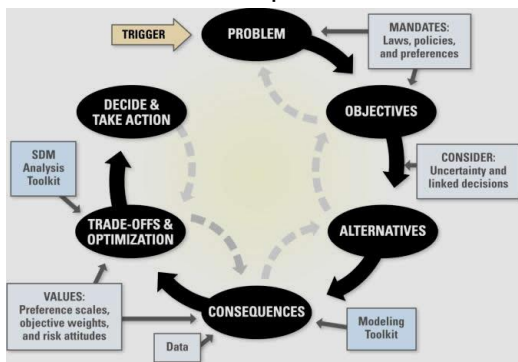 TRIGGER
PROBLEM
MANDATES:
Laws, policies,
and preferences
DECIDE &
TAKE ACTION
OBJECTIVES
SDM
Analysis
Toolkit
CONSIDER:
Uncertainty and
linked decisions
TRADE-OFFS &
OPTIMIZATION
ALTERNATIVES
VALUES:
Preference scales,
objective weights,
and risk attitudes
CONSEQUENCES
Data
Modeling
Toolkit